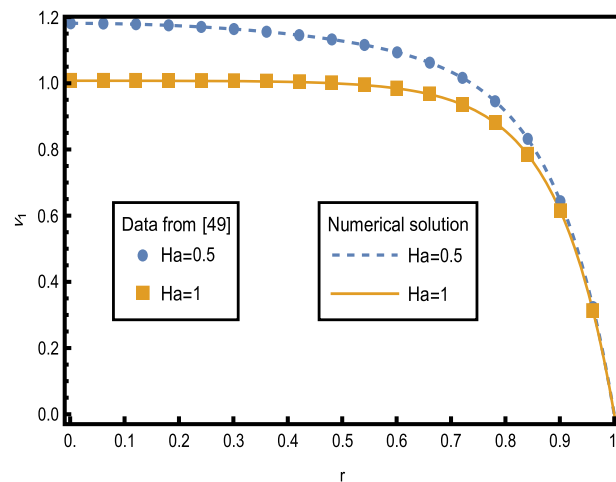 1.2
1.0
0.8
0.6
0.4
0.2
0.0
ν₁
Data from [49]
Ha=0.5
Ha=1
Numerical solution
Ha=0.5
Ha=1
0. 0.1 0.2 0.3 0.4 0.5 0.6 0.7 0.8 0.9 1
r